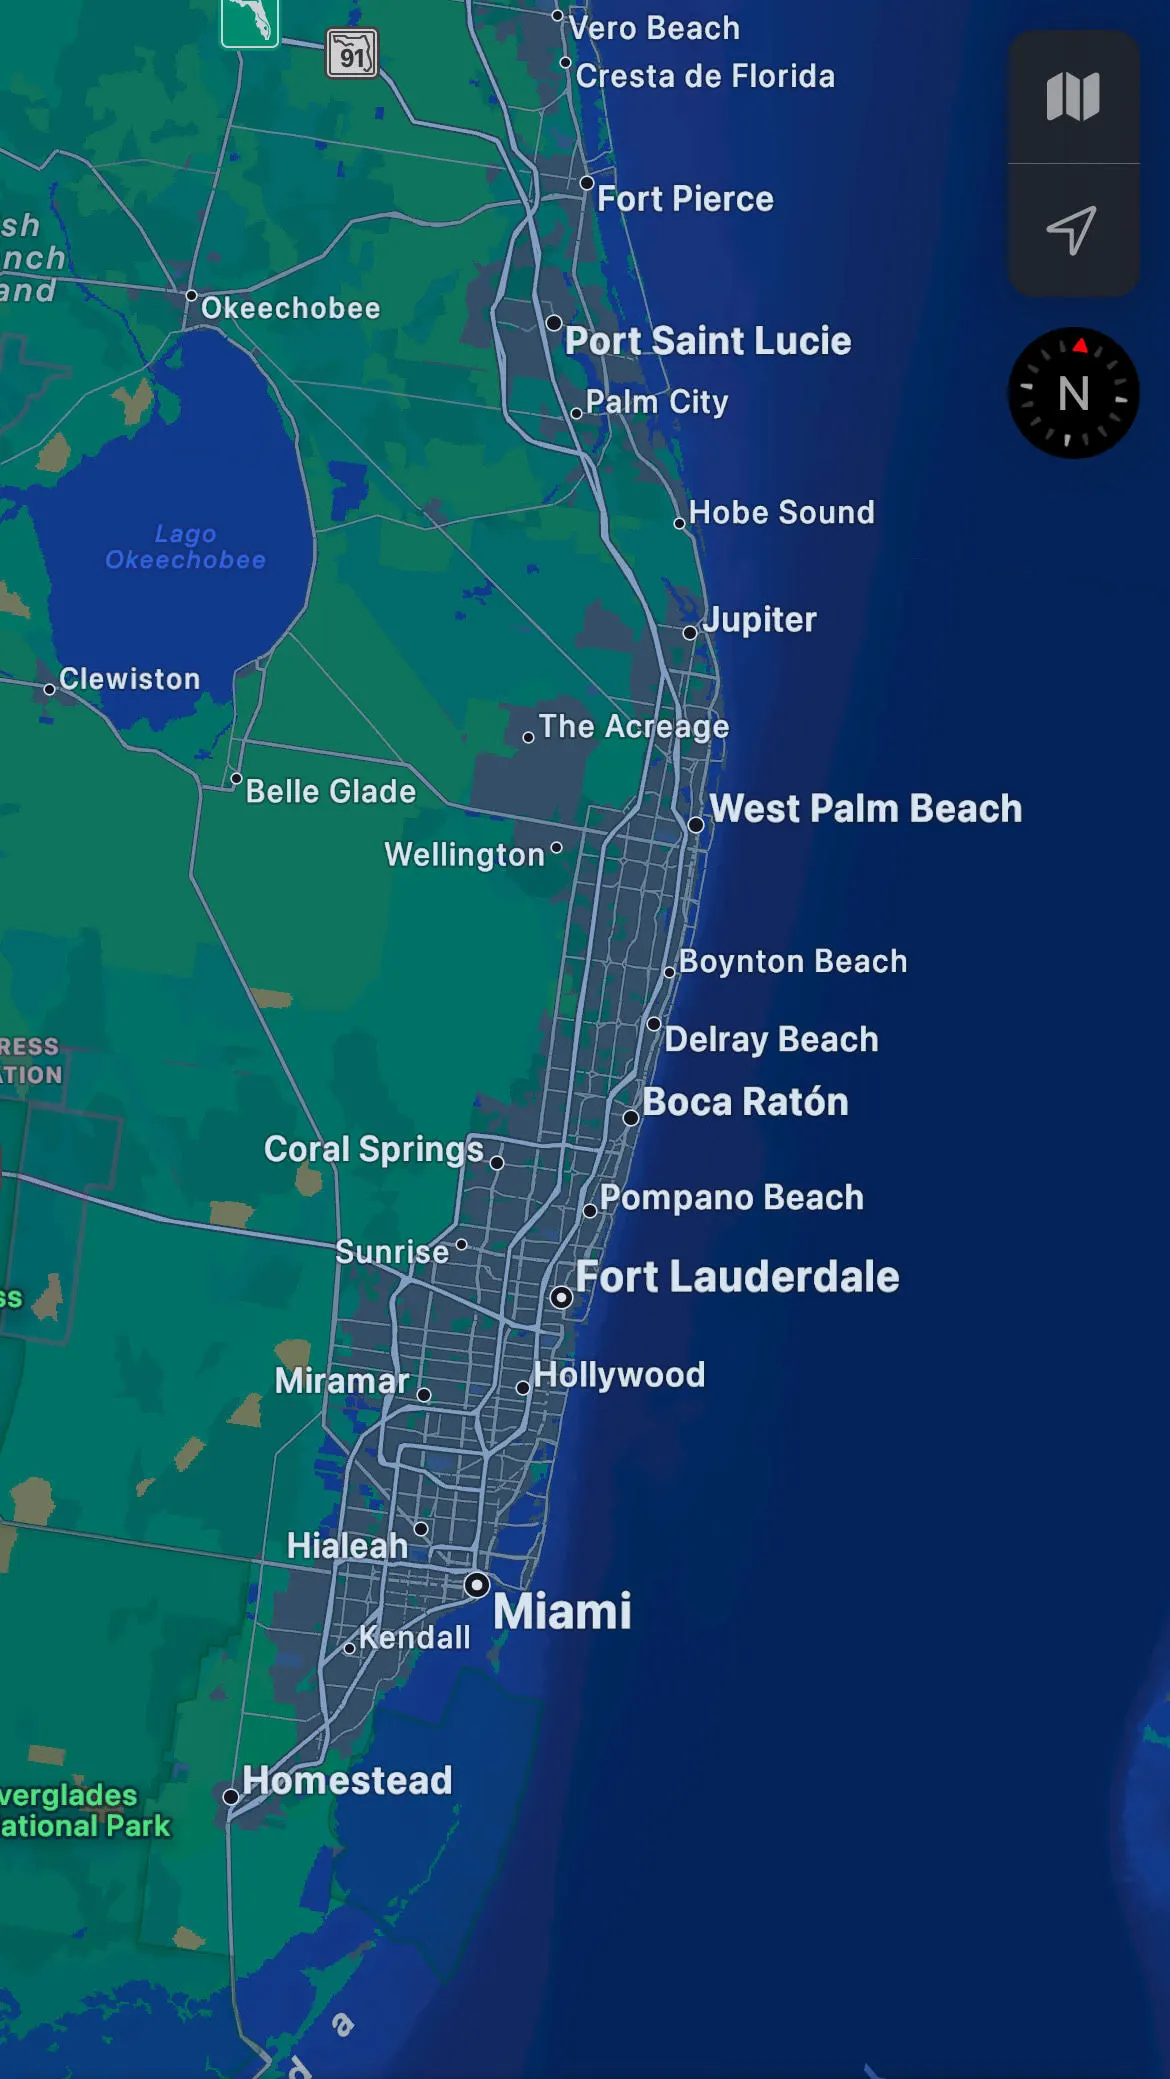 Vero Beach
91
Cresta de Florida
Fort Pierce
sh
nch
and
Okeechobee
Port Saint Lucie
N
Palm City
Hobe Sound
Lago
Okeechobee
Jupiter
Clewiston
The Acreage
Belle Glade
West Palm Beach
Wellington
Boynton Beach
Delray Beach
RESS
ATION
Boca Ratón
Coral Springs
Pompano Beach
Sunrise
Fort Lauderdale
ss
Miramar
Hollywood
Hialeah
Miami
Kendall
Homestead
verglades
ational Park
a
d